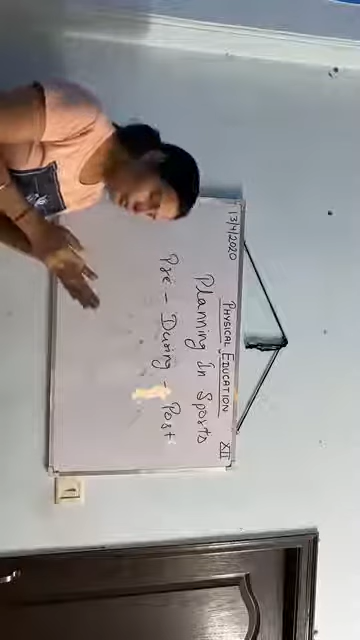 13/4/2020
PHYSICAL EDUCATION XII
Planning In Sports
Pre - During - Post